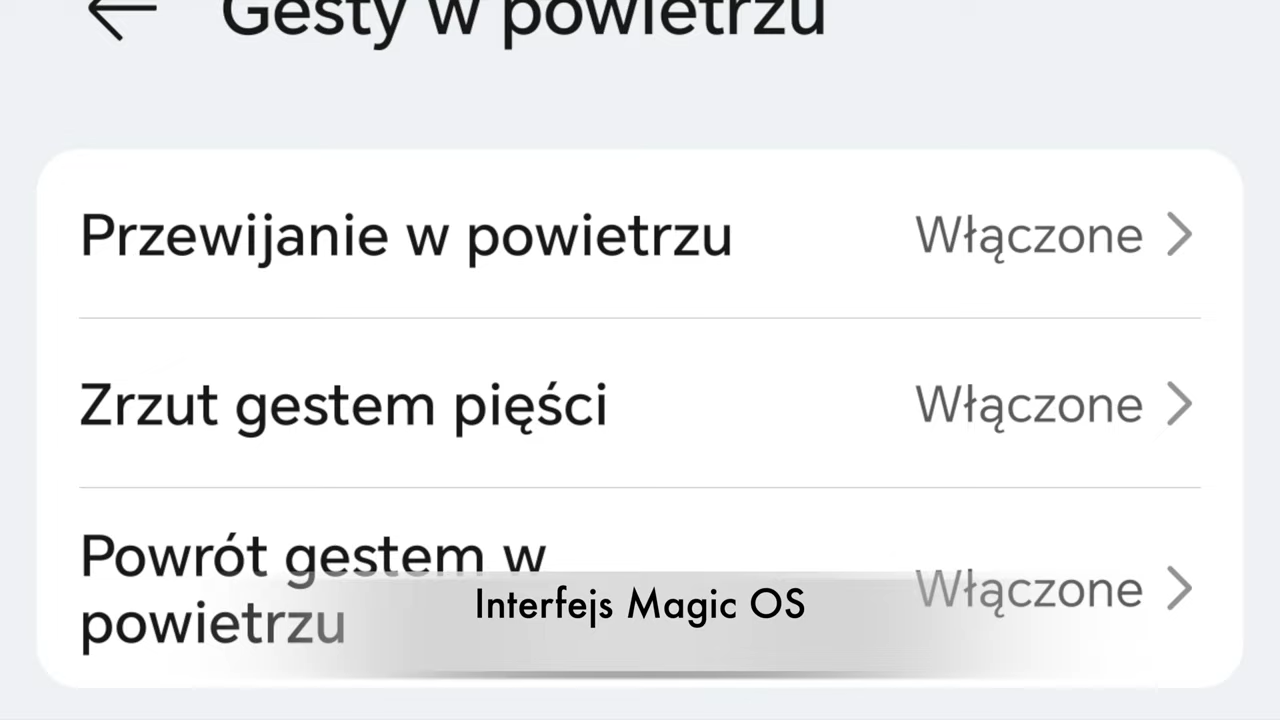 Gesty w powietrzu
Przewijanie w powietrzu Włączone
Zrzut gestem pięści Włączone
Powrót gestem w
powietrzu Włączone
Interfejs Magic OS